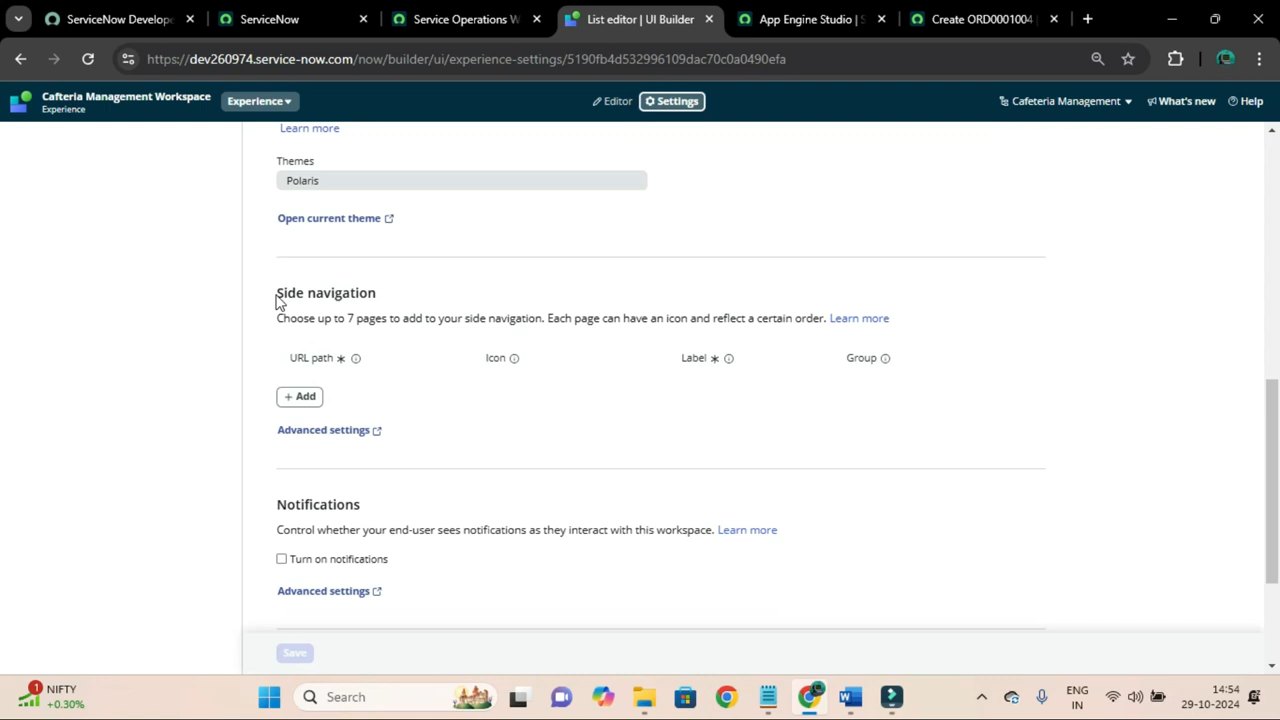 ServiceNow Develope
ServiceNow
Service Operations W
List editor | UI Builder
App Engine Studio | S
Create ORD0001004 |
https://dev260974.service-now.com/now/builder/ui/experience-settings/5190fb4d532996109dac70c0a0490efa
Cafteria Management Workspace
Experience
Experience
Editor
Settings
Cafeteria Management
What's new
Help
Learn more
Themes
Polaris
Open current theme
Side navigation
Choose up to 7 pages to add to your side navigation. Each page can have an icon and reflect a certain order. Learn more
URL path * Icon Label * Group
+ Add
Advanced settings
Notifications
Control whether your end-user sees notifications as they interact with this workspace. Learn more
Turn on notifications
Advanced settings
Save
1
NIFTY
+0.30%
Search
ENG
IN
14:54
29-10-2024